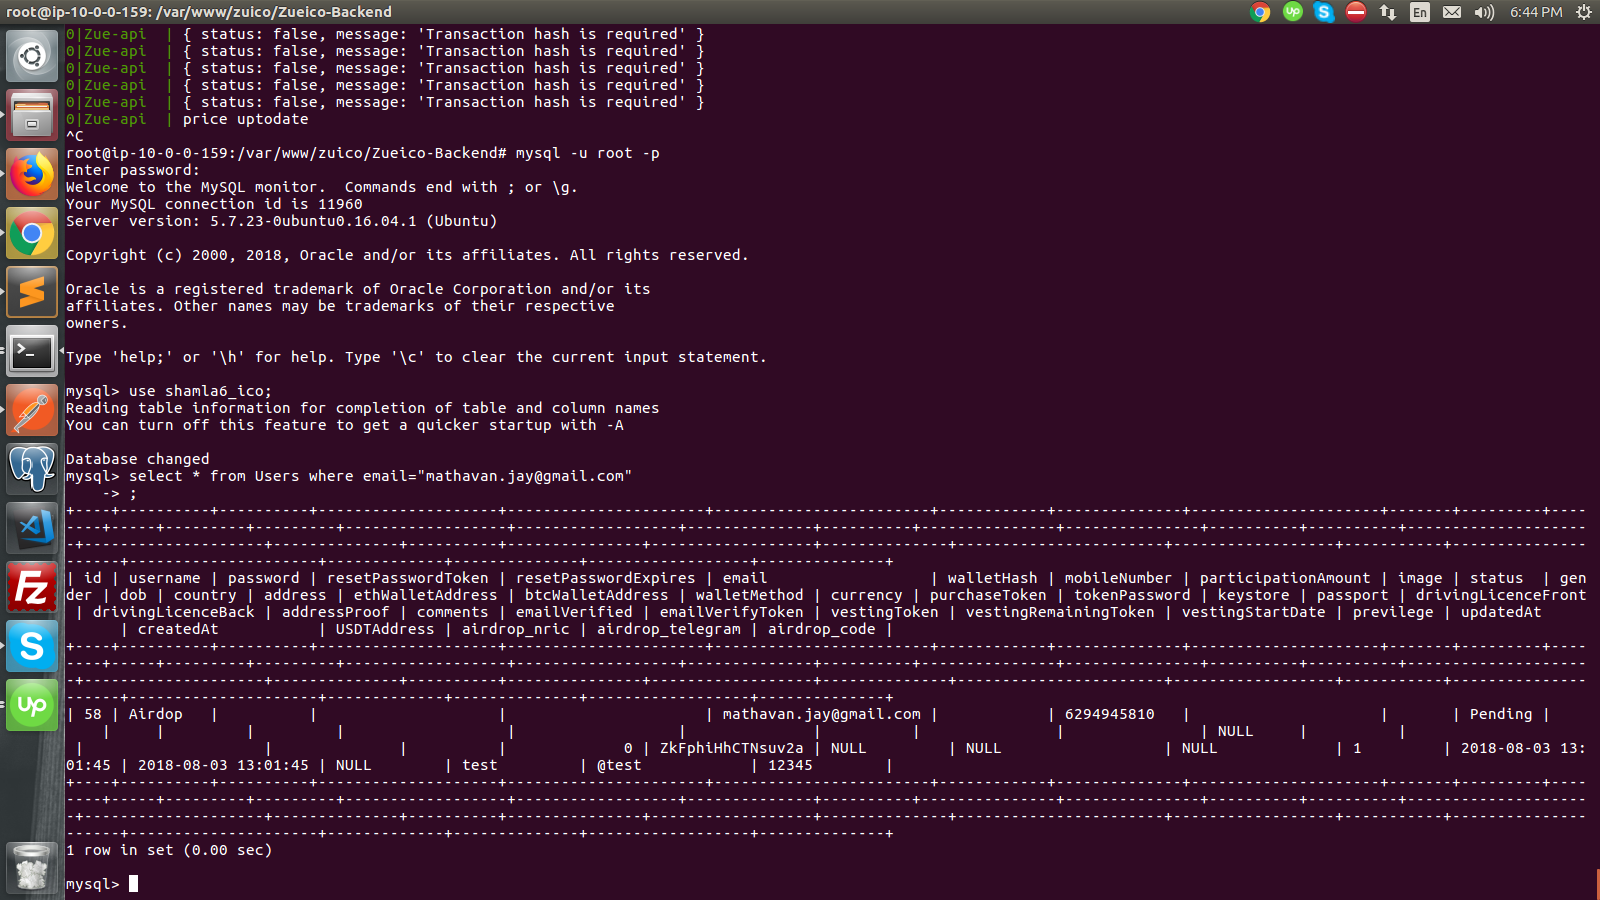 root@ip-10-0-0-159: /var/www/zuico/Zueico-Backend
En
6:44 PM
0|Zue-api  | { status: false, message: 'Transaction hash is required' }
0|Zue-api  | { status: false, message: 'Transaction hash is required' }
0|Zue-api  | { status: false, message: 'Transaction hash is required' }
0|Zue-api  | { status: false, message: 'Transaction hash is required' }
0|Zue-api  | { status: false, message: 'Transaction hash is required' }
0|Zue-api  | price uptodate
^C
root@ip-10-0-0-159:/var/www/zuico/Zueico-Backend# mysql -u root -p
Enter password:
Welcome to the MySQL monitor.  Commands end with ; or \g.
Your MySQL connection id is 11960
Server version: 5.7.23-0ubuntu0.16.04.1 (Ubuntu)
Copyright (c) 2000, 2018, Oracle and/or its affiliates. All rights reserved.
Oracle is a registered trademark of Oracle Corporation and/or its
affiliates. Other names may be trademarks of their respective
owners.
Type 'help;' or '\h' for help. Type '\c' to clear the current input statement.
mysql> use shamla6_ico;
Reading table information for completion of table and column names
You can turn off this feature to get a quicker startup with -A
Database changed
mysql> select * from Users where email="mathavan.jay@gmail.com"
    -> ;
| id | username | password | resetPasswordToken | resetPasswordExpires | email                  | walletHash | mobileNumber | participationAmount | image | status  | gen
der | dob | country | address | ethWalletAddress | btcWalletAddress | walletMethod | currency | purchaseToken | tokenPassword | keystore | passport | drivingLicenceFront
 | drivingLicenceBack | addressProof | comments | emailVerified | emailVerifyToken | vestingToken | vestingRemainingToken | vestingStartDate | previlege | updatedAt
      | createdAt           | USDTAddress | airdrop_nric | airdrop_telegram | airdrop_code |
| 58 | Airdop   |          |                    |                      | mathavan.jay@gmail.com |            | 6294945810   |                     |       | Pending |
    |     |         |         |                  |                  |              |          |               |               | NULL     |          |
 |                    |              |          |             0 | ZkFphiHhCTNsuv2a | NULL         | NULL                  | NULL             | 1         | 2018-08-03 13:
01:45 | 2018-08-03 13:01:45 | NULL        | test         | @test            | 12345        |
1 row in set (0.00 sec)
mysql>